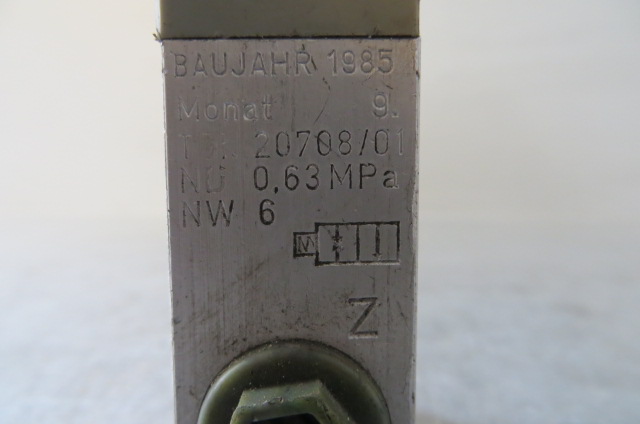 BAUJAHR 1985
Monat 9.
20708/01
ND 0,63 MPa
NW 6
M
Z